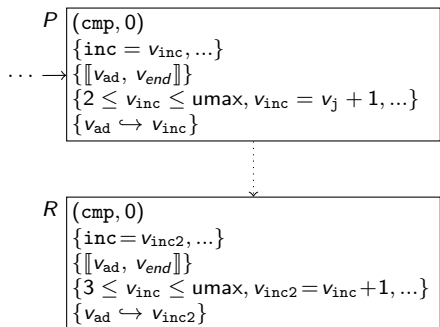 P (cmp, 0)
{inc = v_inc, ...}
··· {⟦v_ad, v_end⟧}
{2 ≤ v_inc ≤ umax, v_inc = v_j + 1, ...}
{v_ad ↪ v_inc}
R (cmp, 0)
{inc = v_inc2, ...}
{⟦v_ad, v_end⟧}
{3 ≤ v_inc ≤ umax, v_inc2 = v_inc + 1, ...}
{v_ad ↪ v_inc2}